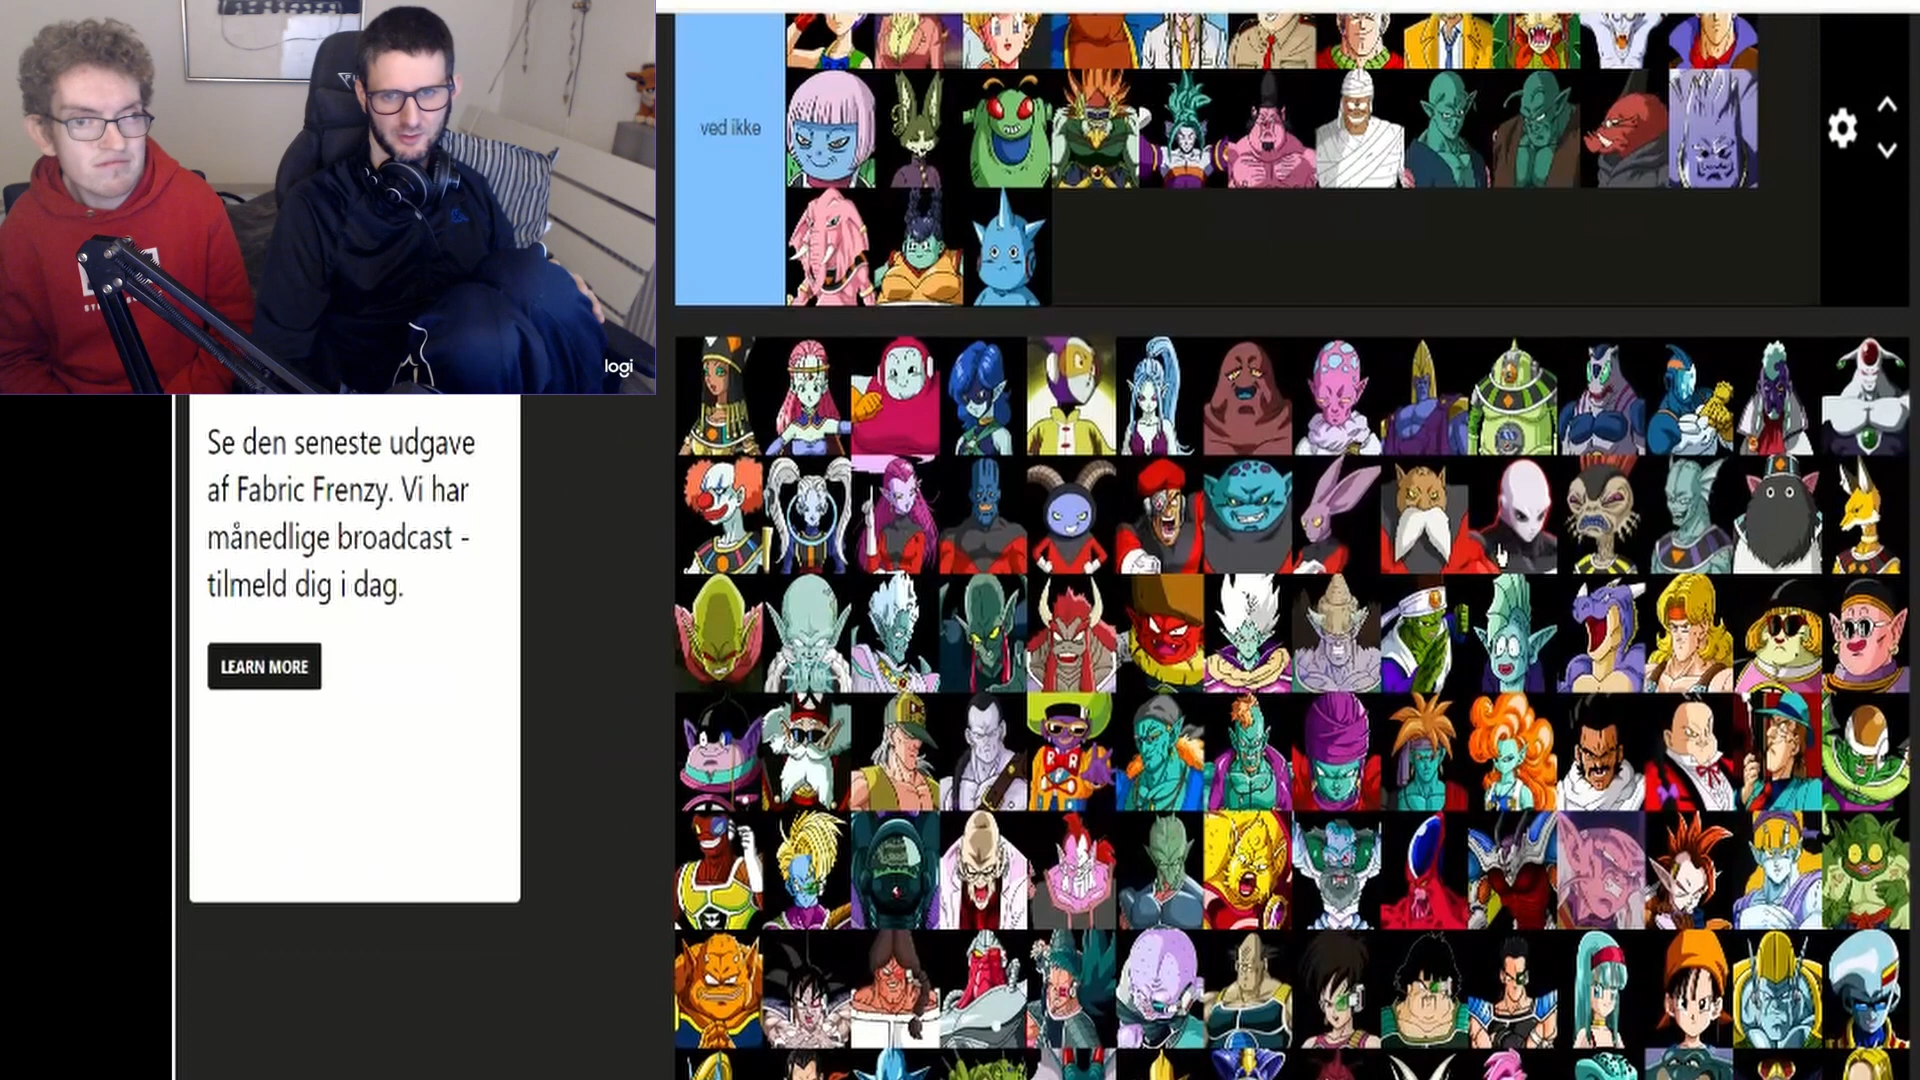 ved ikke
logi
Se den seneste udgave
af Fabric Frenzy. Vi har
månedlige broadcast -
tilmeld dig i dag.
LEARN MORE